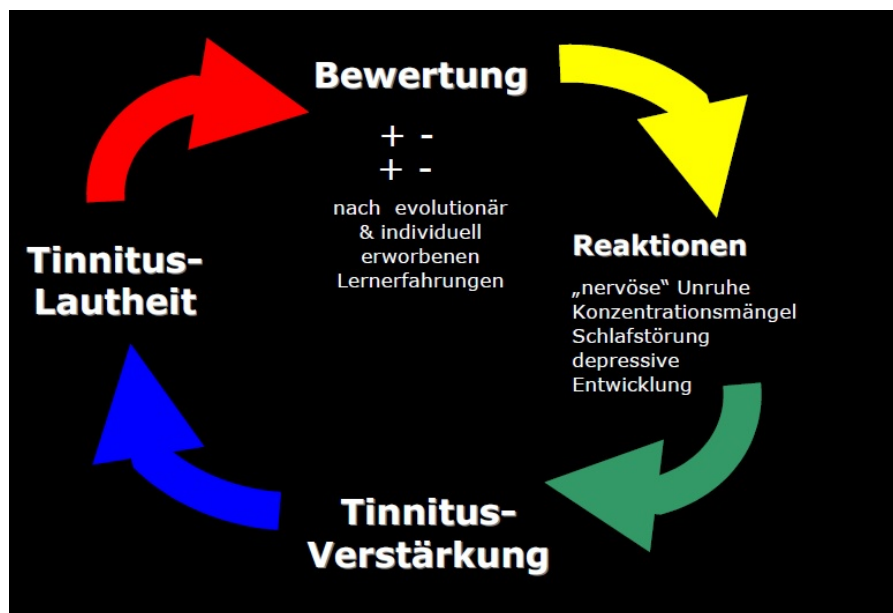 Bewertung
+ -
+ -
nach evolutionär
& individuell
erworbenen
Lernerfahrungen
Reaktionen
„nervöse“ Unruhe
Konzentrationsmängel
Schlafstörung
depressive
Entwicklung
Tinnitus-
Verstärkung
Tinnitus-
Lautheit